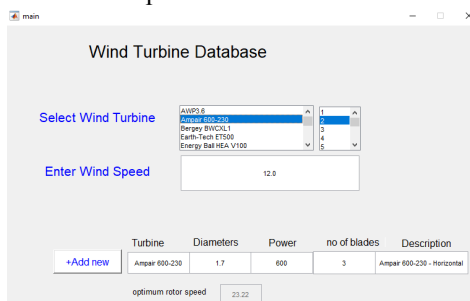 main
Wind Turbine Database
Select Wind Turbine
AWP3.6
Ampair 600-230
Bergey BWCXL1
Earth-Tech ET500
Energy Ball HEA V100
1
2
3
4
5
Enter Wind Speed
12.0
Turbine Diameters Power no of blades Description
+Add new Ampair 600-230 1.7 600 3 Ampair 600-230 - Horizontal
optimum rotor speed 23.22